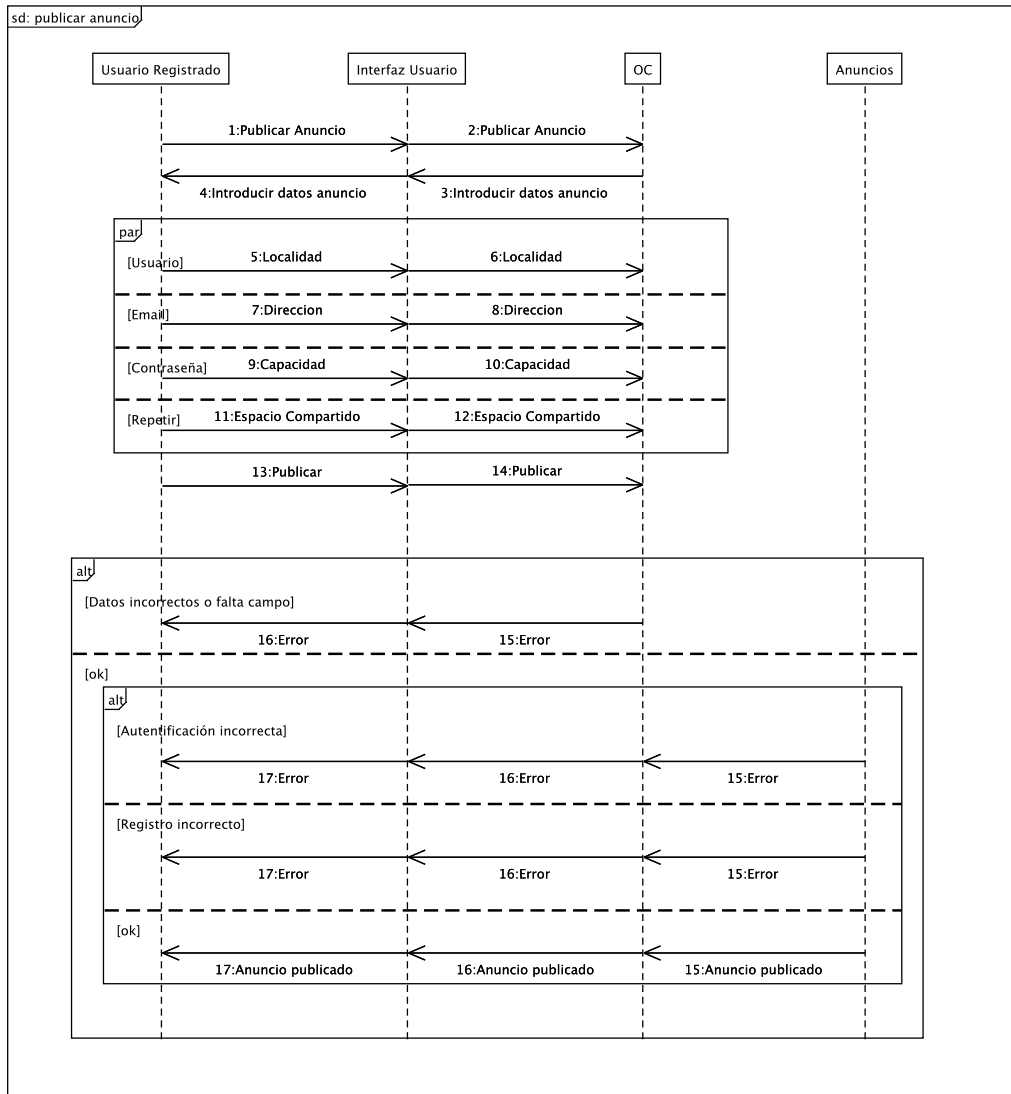 sd: publicar anuncio
Usuario Registrado
Interfaz Usuario
OC
Anuncios
1:Publicar Anuncio
2:Publicar Anuncio
4:Introducir datos anuncio
3:Introducir datos anuncio
par
[Usuario]
5:Localidad
6:Localidad
[Email]
7:Direccion
8:Direccion
[Contraseña]
9:Capacidad
10:Capacidad
[Repetir]
11:Espacio Compartido
12:Espacio Compartido
13:Publicar
14:Publicar
alt
[Datos incorrectos o falta campo]
16:Error
15:Error
[ok]
alt
[Autentificación incorrecta]
17:Error
16:Error
15:Error
[Registro incorrecto]
17:Error
16:Error
15:Error
[ok]
17:Anuncio publicado
16:Anuncio publicado
15:Anuncio publicado